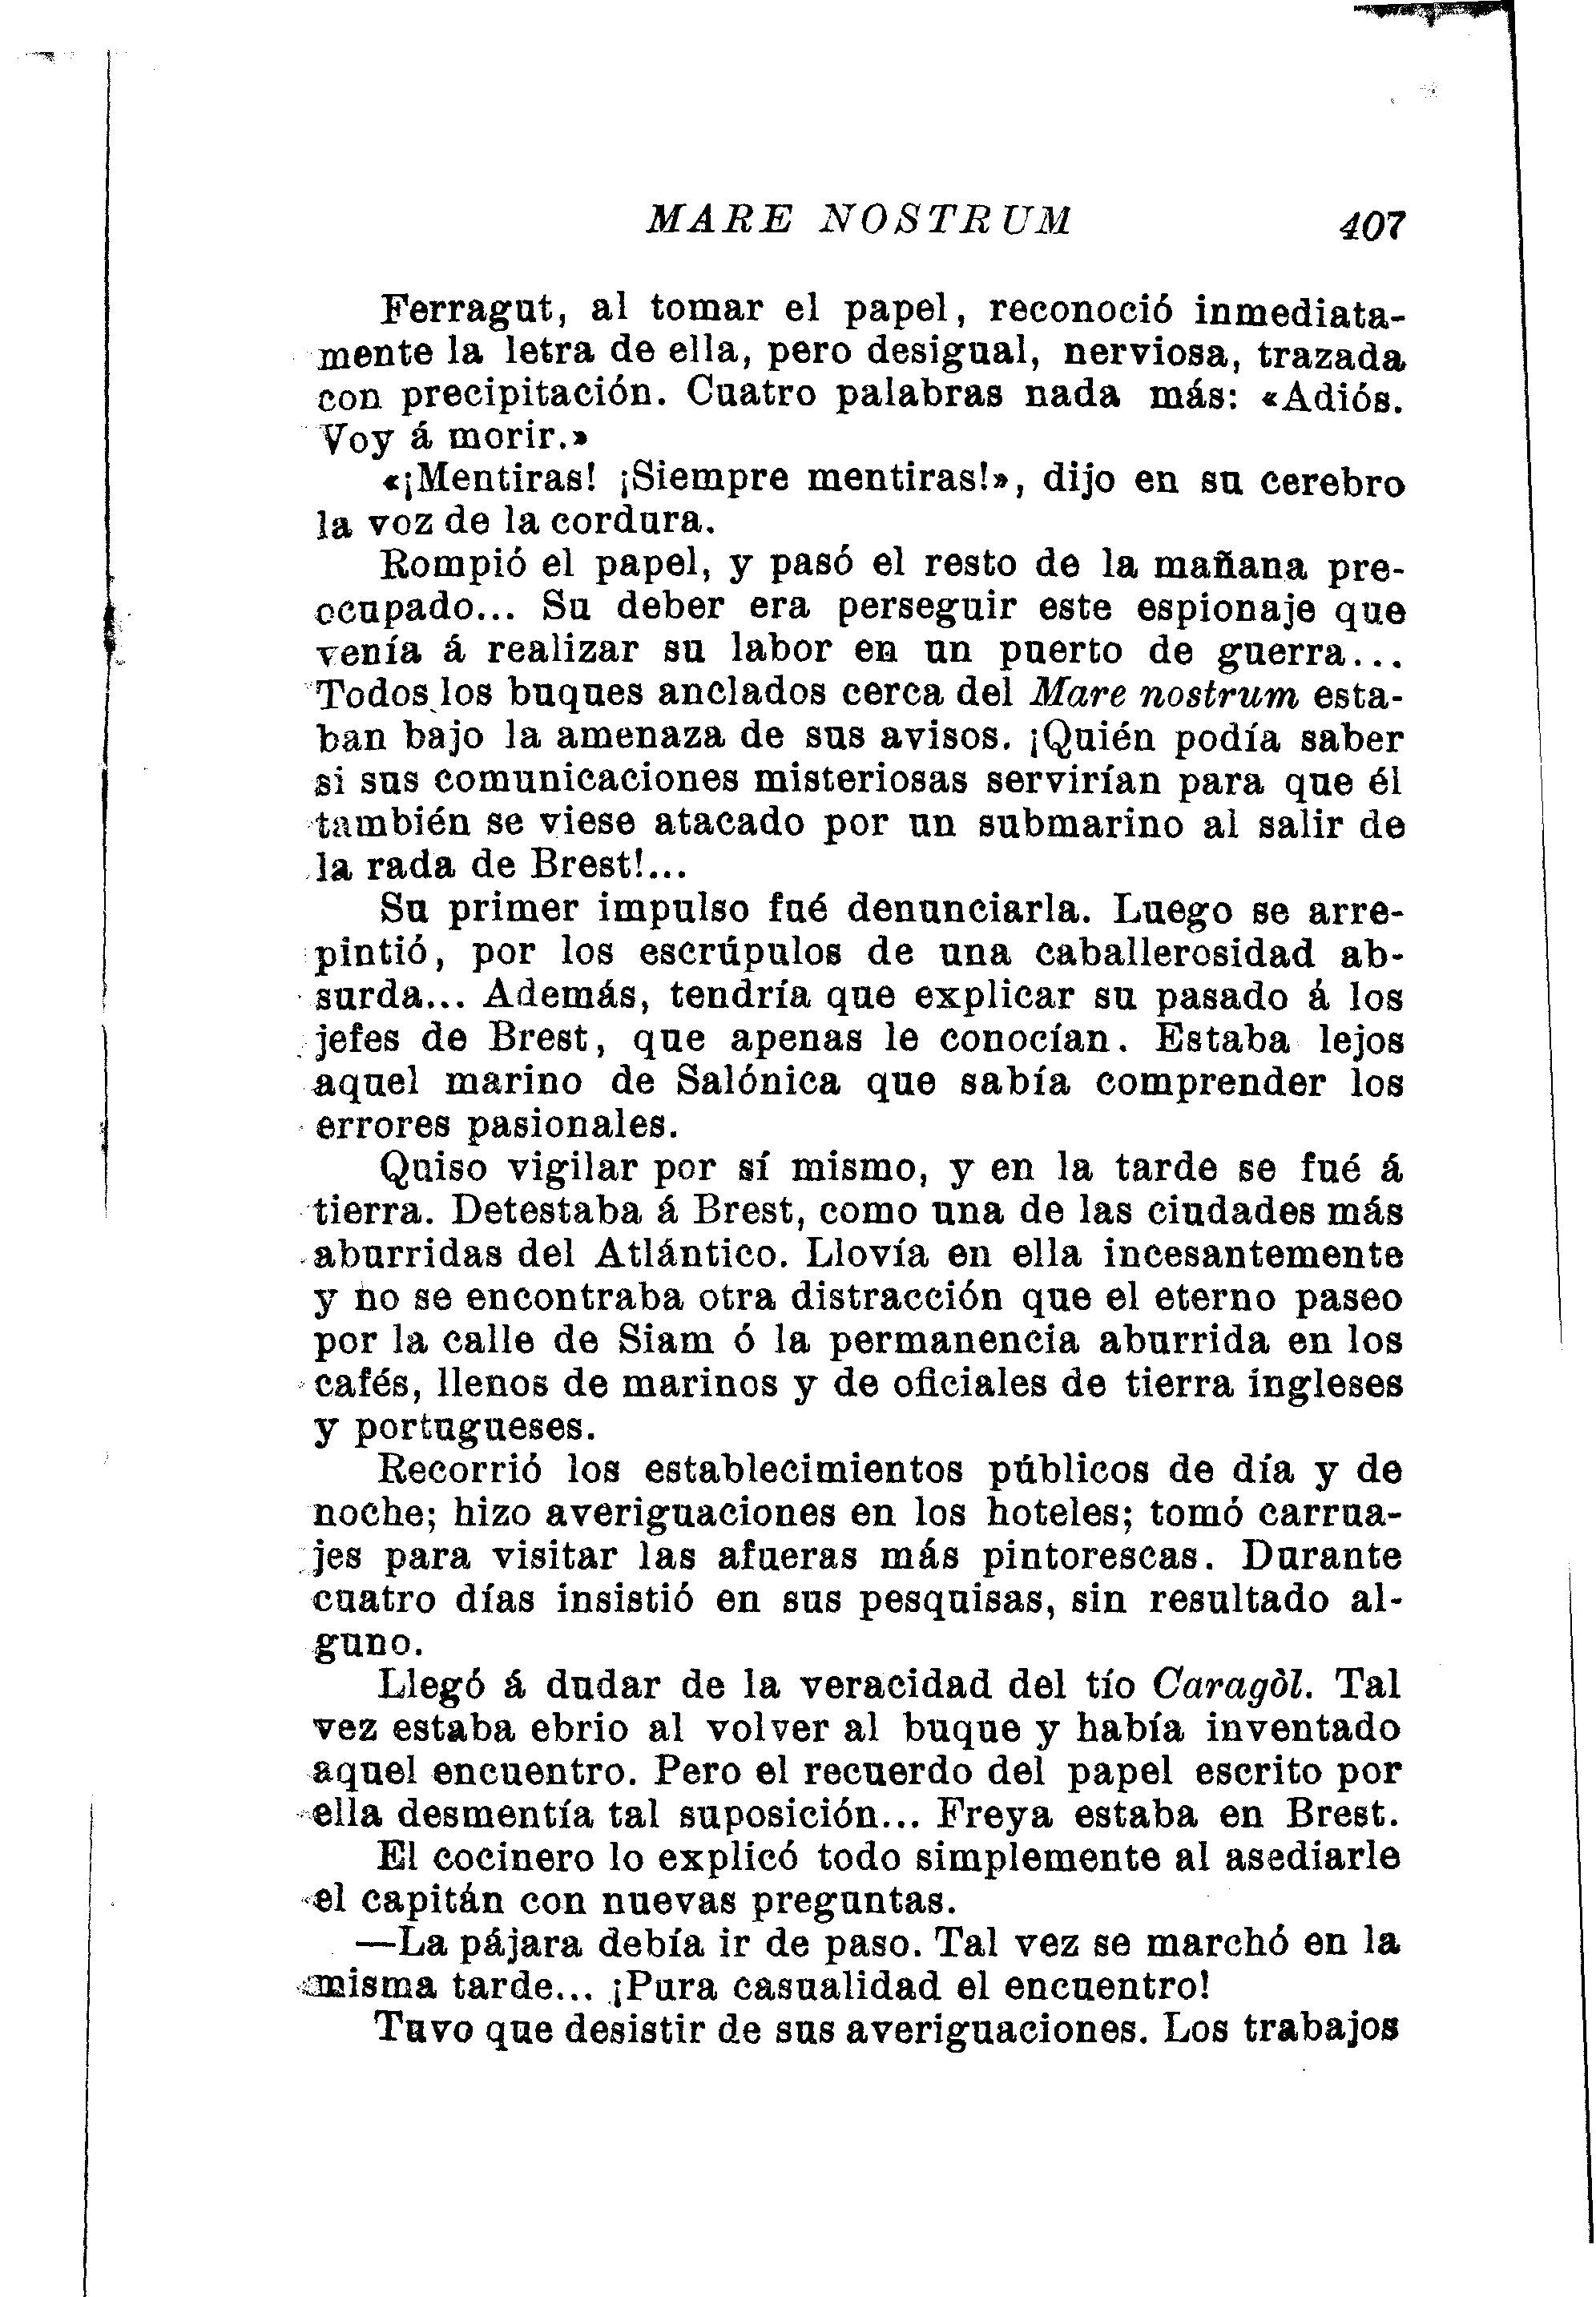 MARE NOSTRUM 407
Ferragut, al tomar el papel, reconoció inmediata-
mente la letra de ella, pero desigual, nerviosa, trazada
con precipitación. Cuatro palabras nada más: «Adiós.
Voy á morir.»
«¡Mentiras! ¡Siempre mentiras!», dijo en su cerebro
la voz de la cordura.
Rompió el papel, y pasó el resto de la mañana pre-
ocupado... Su deber era perseguir este espionaje que
venía á realizar su labor en un puerto de guerra...
Todos los buques anclados cerca del Mare nostrum esta-
ban bajo la amenaza de sus avisos. ¡Quién podía saber
si sus comunicaciones misteriosas servirían para que él
también se viese atacado por un submarino al salir de
la rada de Brest!...
Su primer impulso fué denunciarla. Luego se arre-
pintió, por los escrúpulos de una caballerosidad ab-
surda... Además, tendría que explicar su pasado á los
jefes de Brest, que apenas le conocían. Estaba lejos
aquel marino de Salónica que sabía comprender los
errores pasionales.
Quiso vigilar por sí mismo, y en la tarde se fué á
tierra. Detestaba á Brest, como una de las ciudades más
aburridas del Atlántico. Llovía en ella incesantemente
y no se encontraba otra distracción que el eterno paseo
por la calle de Siam ó la permanencia aburrida en los
cafés, llenos de marinos y de oficiales de tierra ingleses
y portugueses.
Recorrió los establecimientos públicos de día y de
noche; hizo averiguaciones en los hoteles; tomó carrua-
jes para visitar las afueras más pintorescas. Durante
cuatro días insistió en sus pesquisas, sin resultado al-
guno.
Llegó á dudar de la veracidad del tío Caragòl. Tal
vez estaba ebrio al volver al buque y había inventado
aquel encuentro. Pero el recuerdo del papel escrito por
ella desmentía tal suposición... Freya estaba en Brest.
El cocinero lo explicó todo simplemente al asediarle
el capitán con nuevas preguntas.
—La pájara debía ir de paso. Tal vez se marchó en la
misma tarde... ¡Pura casualidad el encuentro!
Tuvo que desistir de sus averiguaciones. Los trabajos